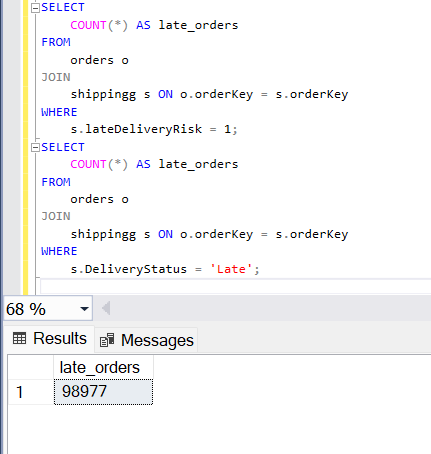 SELECT
COUNT(*) AS late_orders
FROM
orders o
JOIN
shippingg s ON o.orderKey = s.orderKey
WHERE
s.lateDeliveryRisk = 1;
SELECT
COUNT(*) AS late_orders
FROM
orders o
JOIN
shippingg s ON o.orderKey = s.orderKey
WHERE
s.DeliveryStatus = 'Late';
68 %
Results Messages
late_orders
1 98977